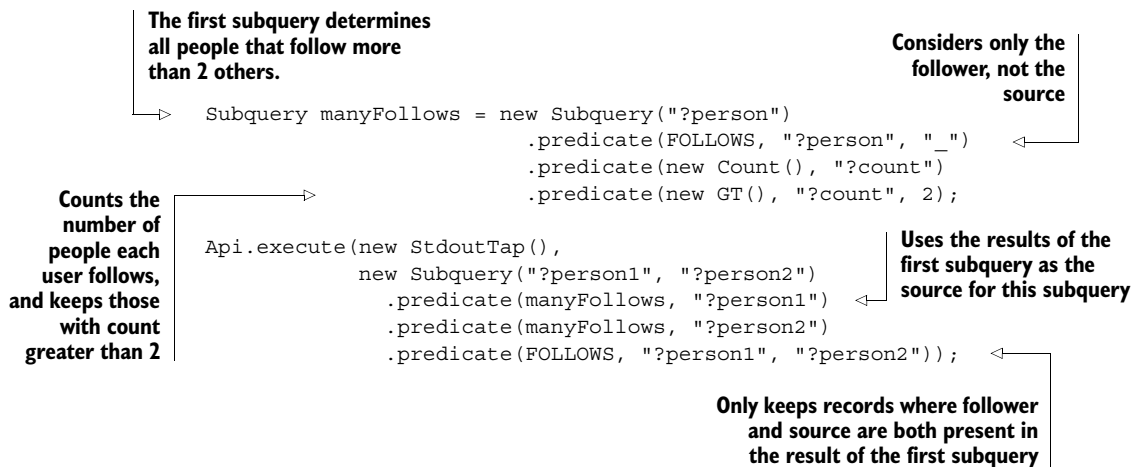 The first subquery determines
all people that follow more
than 2 others.
Considers only the
follower, not the
source
Subquery manyFollows = new Subquery("?person")
.predicate(FOLLOWS, "?person", "_")
.predicate(new Count(), "?count")
.predicate(new GT(), "?count", 2);
Counts the
number of
people each
user follows,
and keeps those
with count
greater than 2
Api.execute(new StdoutTap(),
new Subquery("?person1", "?person2")
.predicate(manyFollows, "?person1")
.predicate(manyFollows, "?person2")
.predicate(FOLLOWS, "?person1", "?person2"));
Uses the results of the
first subquery as the
source for this subquery
Only keeps records where follower
and source are both present in
the result of the first subquery